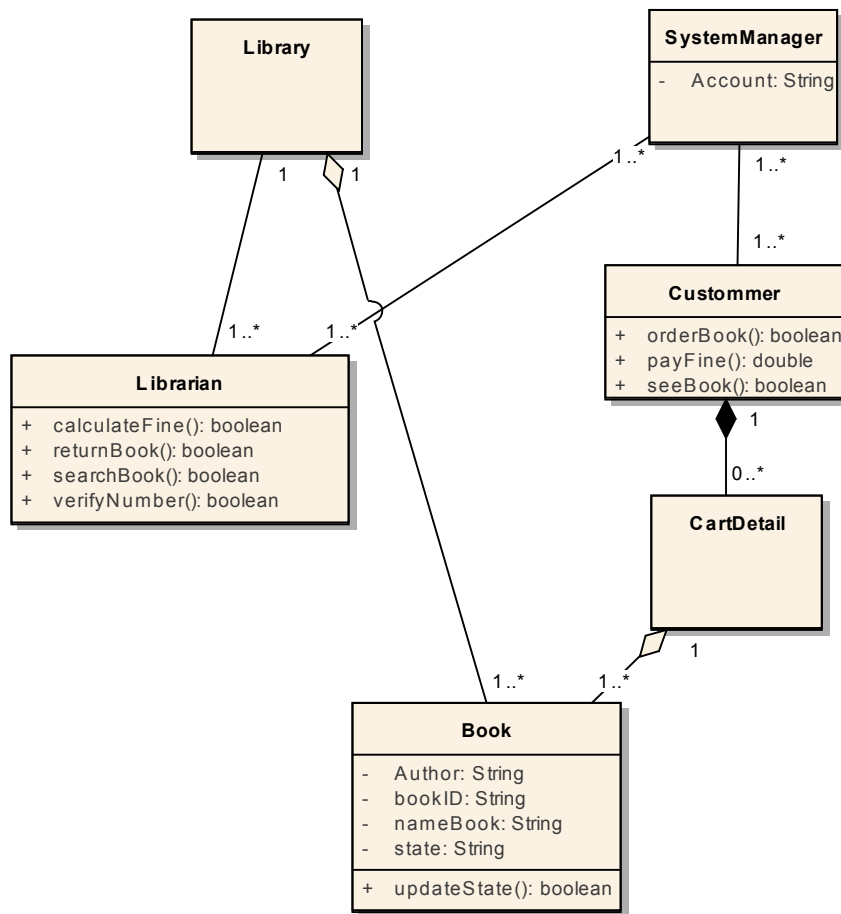 Library
SystemManager
- Account: String
1
1
1..*
1..*
1..*
1..*
1..*
Custommer
+ orderBook(): boolean
+ payFine(): double
+ seeBook(): boolean
Librarian
+ calculateFine(): boolean
+ returnBook(): boolean
+ searchBook(): boolean
+ verifyNumber(): boolean
1
0..*
CartDetail
1
1..*
1..*
Book
- Author: String
- bookID: String
- nameBook: String
- state: String
+ updateState(): boolean